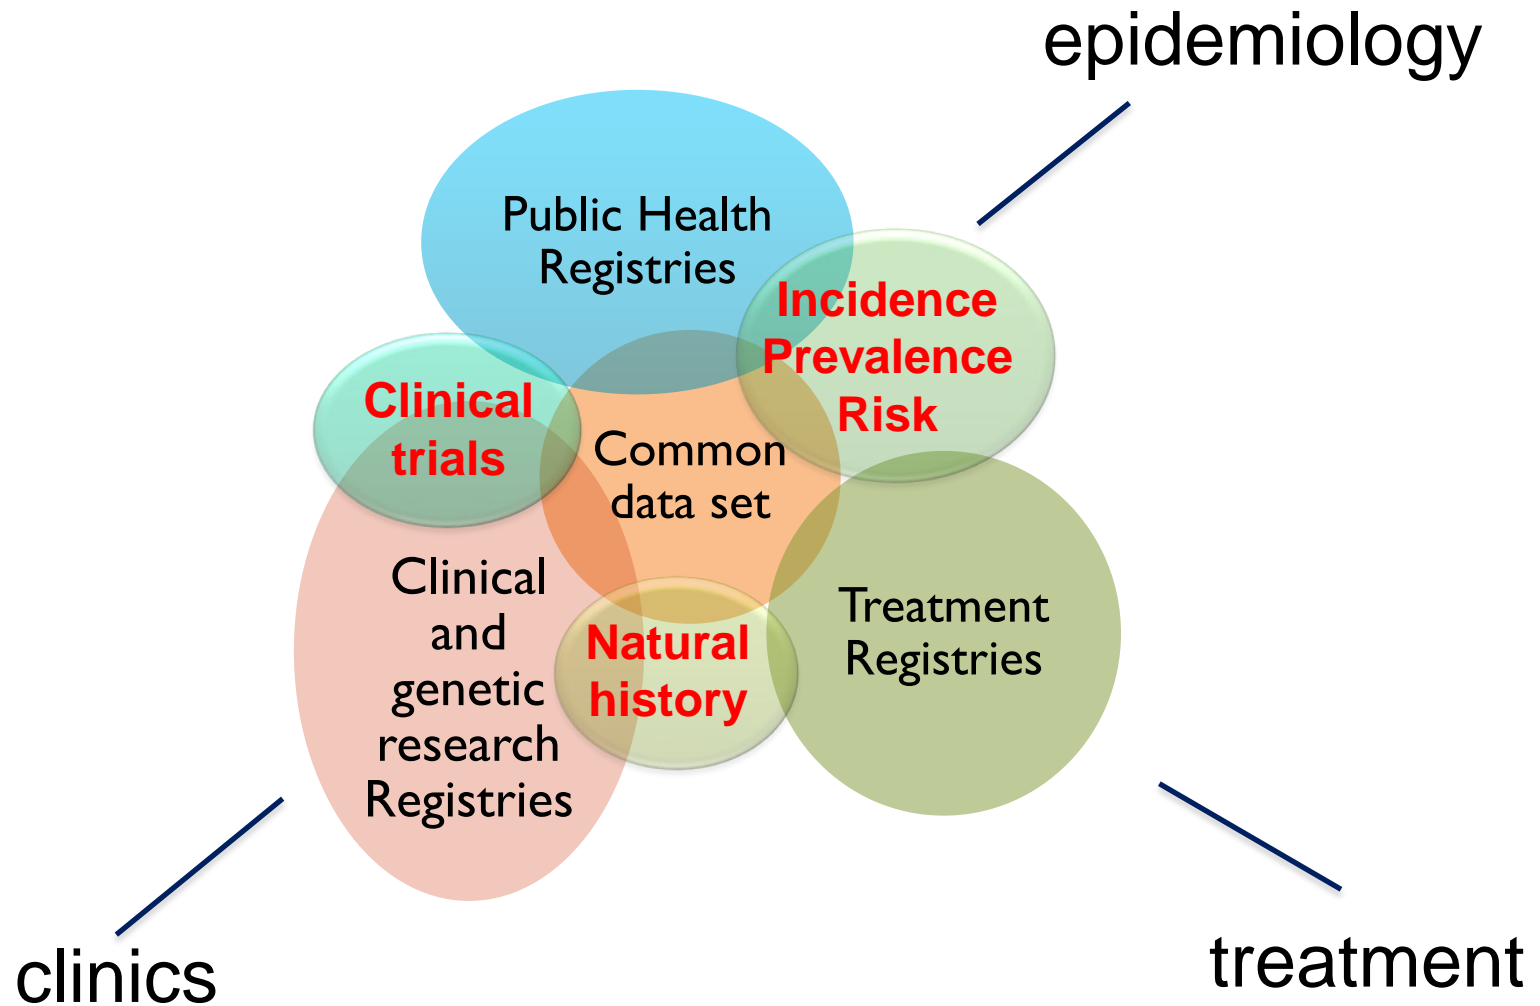 epidemiology
Public Health
Registries
Incidence
Prevalence
Risk
Clinical
trials
Common
data set
Clinical
and
genetic
research
Registries
Natural
history
Treatment
Registries
clinics
treatment